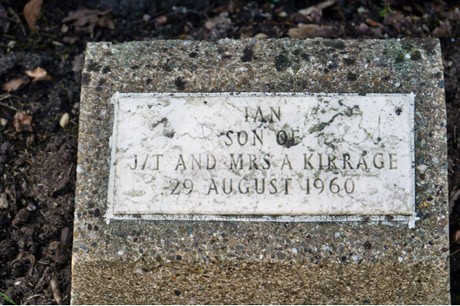 IAN
SON OF
J/T AND MRS A KIRRAGE
29 AUGUST 1960